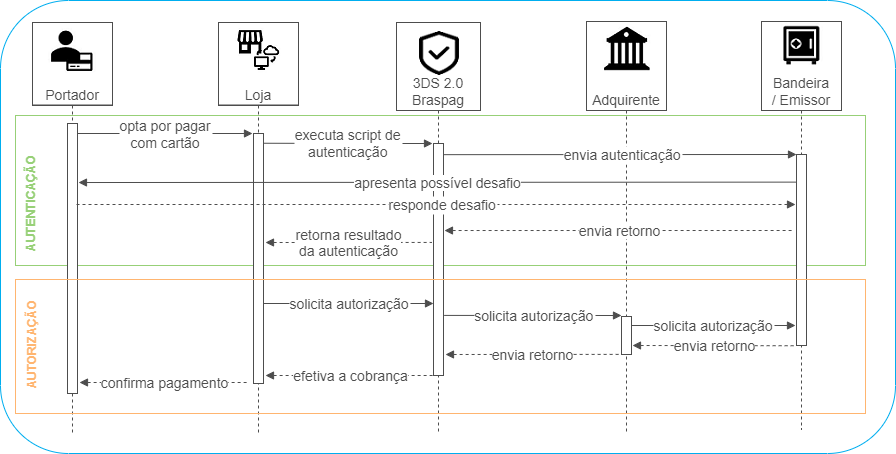 Portador
Loja
3DS 2.0
Braspag
Adquirente
Bandeira
/ Emissor
AUTENTICAÇÃO
opta por pagar
com cartão
executa script de
autenticação
envia autenticação
apresenta possível desafio
responde desafio
envia retorno
retorna resultado
da autenticação
AUTORIZAÇÃO
solicita autorização
solicita autorização
solicita autorização
envia retorno
envia retorno
efetiva a cobrança
confirma pagamento